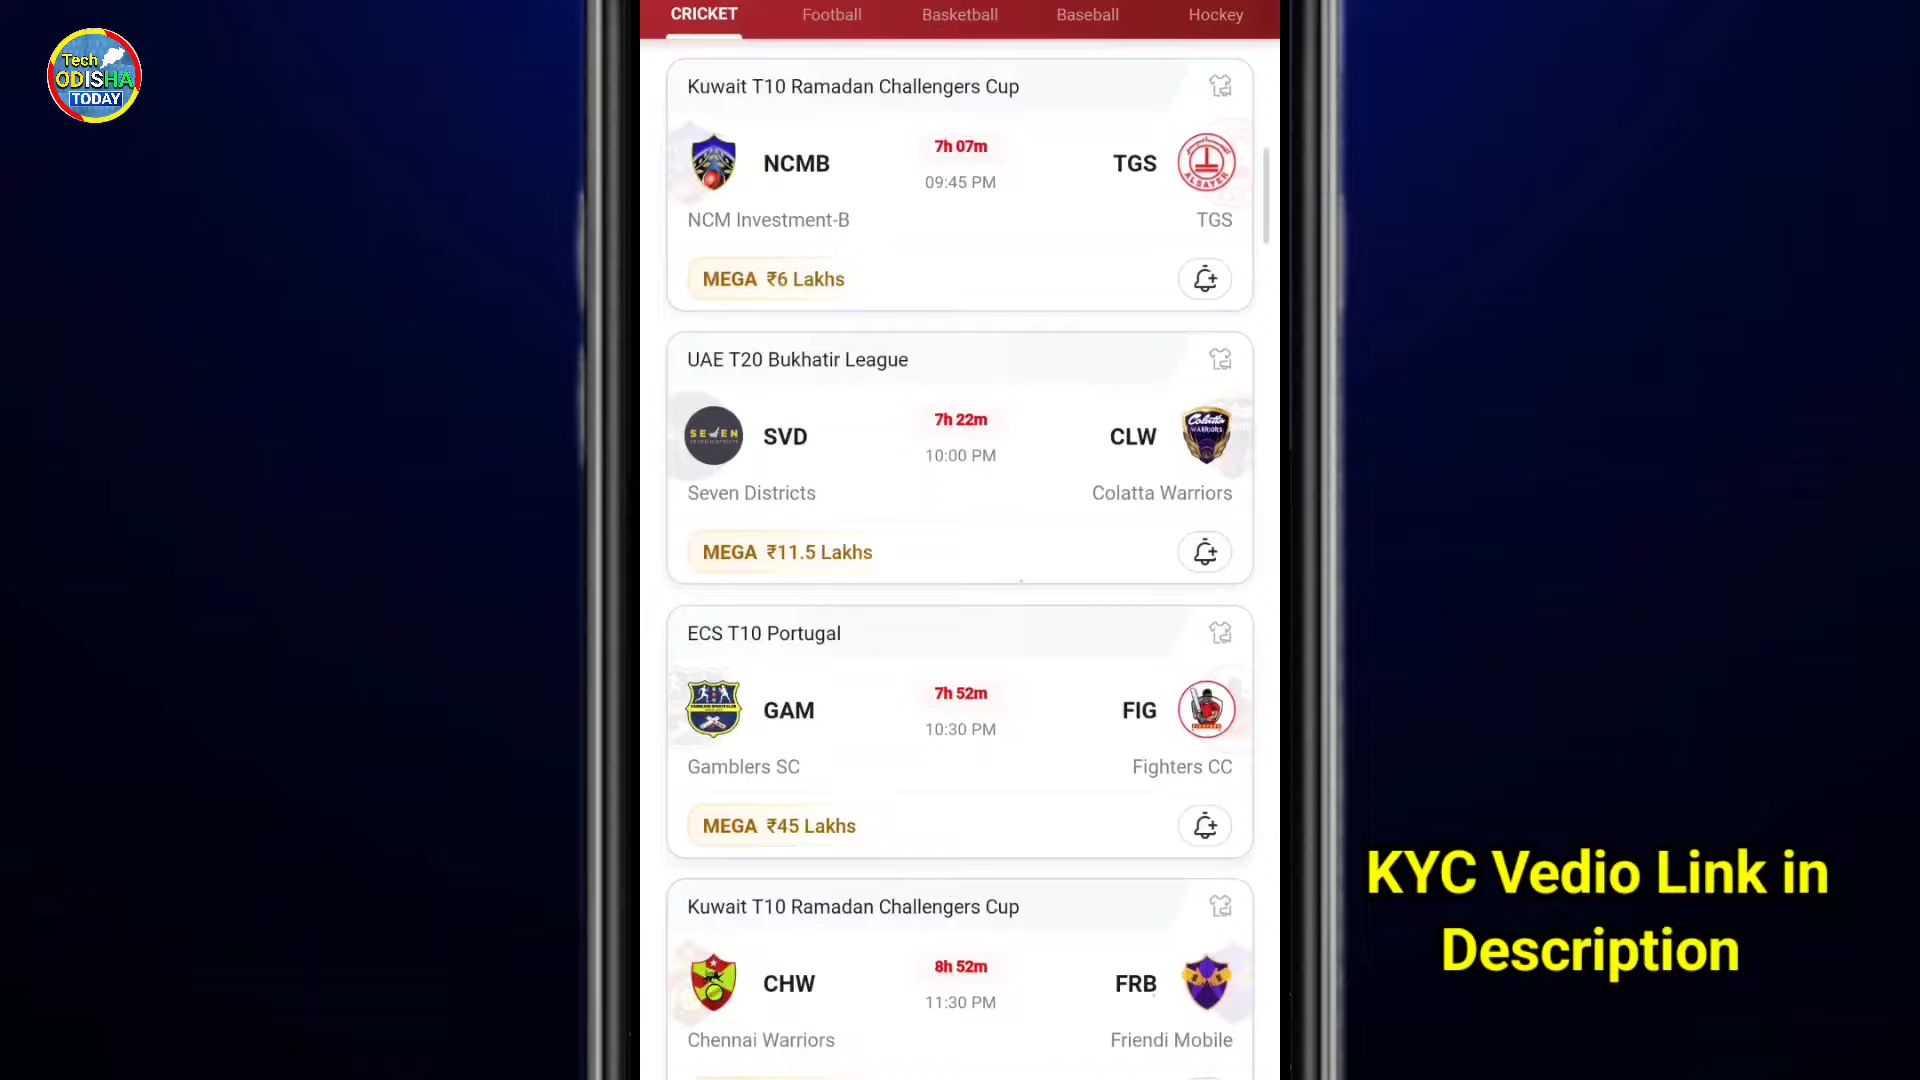 Tech
ODISHA
TODAY
CRICKET Football Basketball Baseball Hockey
Kuwait T10 Ramadan Challengers Cup
NCMB 7h 07m TGS
09:45 PM
ALSAYER
NCM Investment-B TGS
MEGA ₹6 Lakhs
UAE T20 Bukhatir League
SEVEN SVD 7h 22m CLW Colatta
WARRIORS
10:00 PM
Seven Districts Colatta Warriors
MEGA ₹11.5 Lakhs
ECS T10 Portugal
GAM 7h 52m FIG
10:30 PM
Gamblers SC Fighters CC
MEGA ₹45 Lakhs
Kuwait T10 Ramadan Challengers Cup
CHW 8h 52m FRB
11:30 PM
Chennai Warriors Friendi Mobile
KYC Vedio Link in
Description